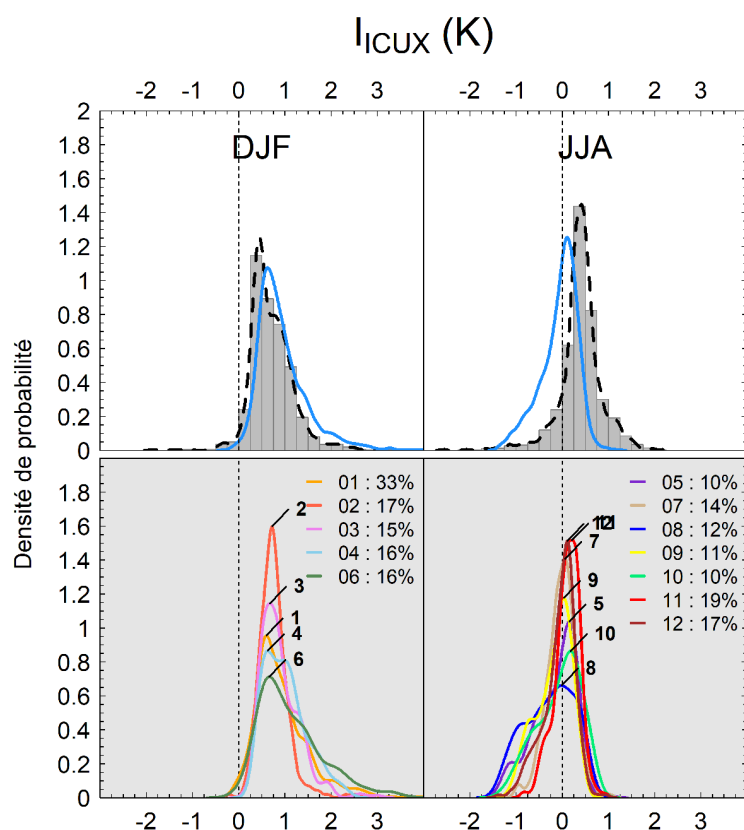 I_ICUX (K)
-2 -1 0 1 2 3 -2 -1 0 1 2 3
2
1.8
1.6
1.4
1.2
1
0.8
0.6
0.4
0.2
0
DJF JJA
Densité de probabilité
1.8
1.6
1.4
1.2
1
0.8
0.6
0.4
0.2
0
01 : 33%
02 : 17%
03 : 15%
04 : 16%
06 : 16%
2
3
1
4
6
05 : 10%
07 : 14%
08 : 12%
09 : 11%
10 : 10%
11 : 19%
12 : 17%
12
11
7
9
5
10
8
-2 -1 0 1 2 3 -2 -1 0 1 2 3